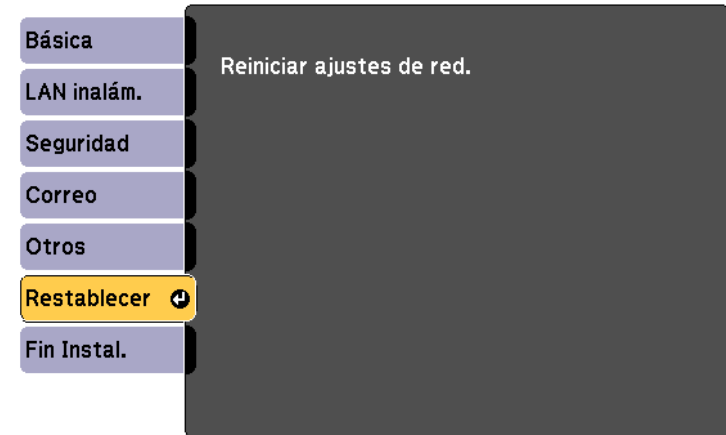 Básica
LAN inalám.
Seguridad
Correo
Otros
Restablecer
Fin Instal.
Reiniciar ajustes de red.